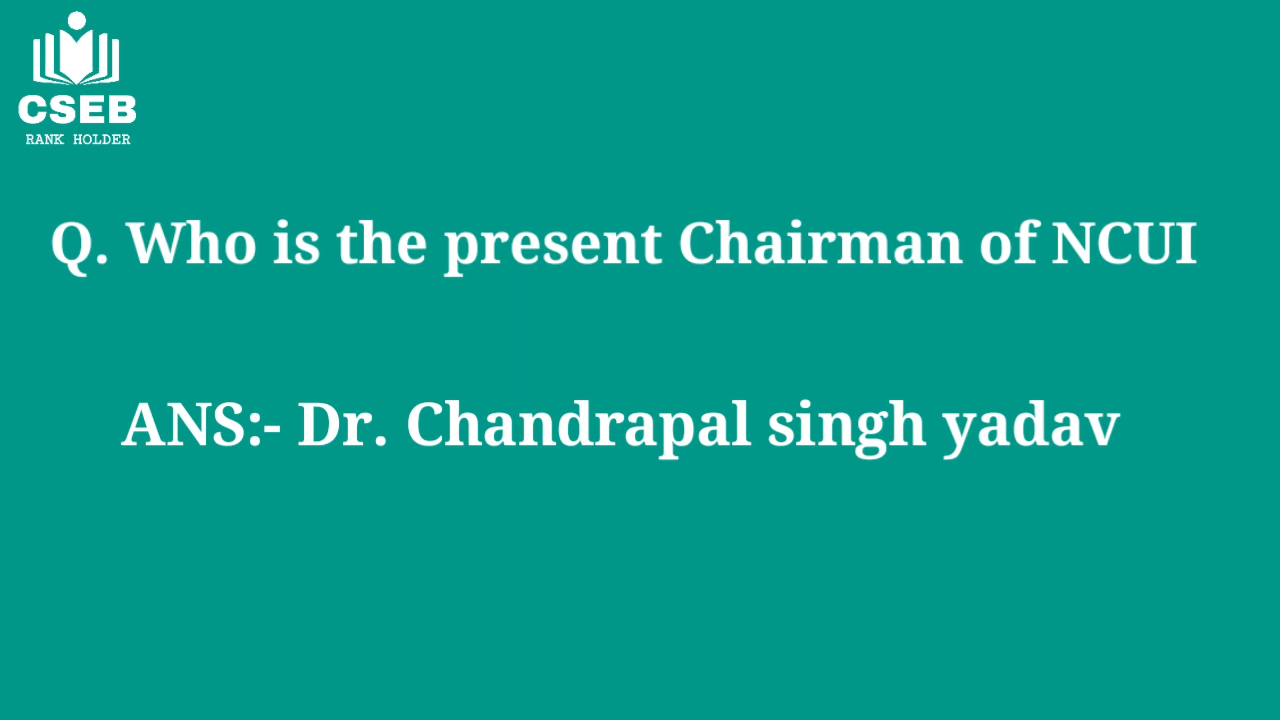 CSEB
RANK HOLDER
Q. Who is the present Chairman of NCUI
ANS:- Dr. Chandrapal singh yadav